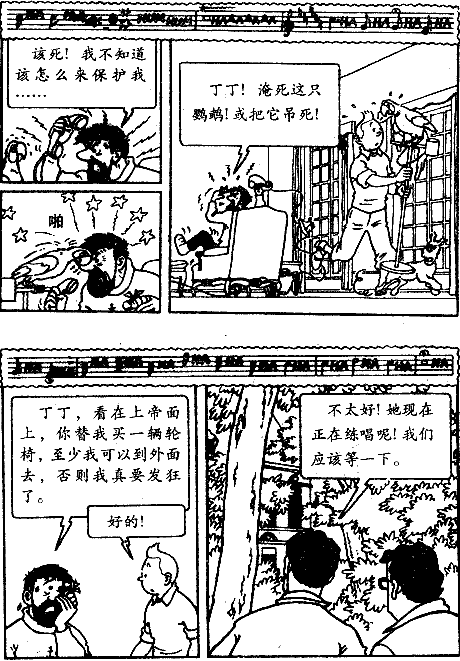 该死！我不知道
该怎么来保护我
……
丁丁！淹死这只
鹦鹉！或把它吊死！
啪
丁丁，看在上帝面
上，你替我买一辆轮
椅，至少我可以到外面
去，否则我真要发狂
了。
好的！
不太好！她现在
正在练唱呢！我们
应该等一下。